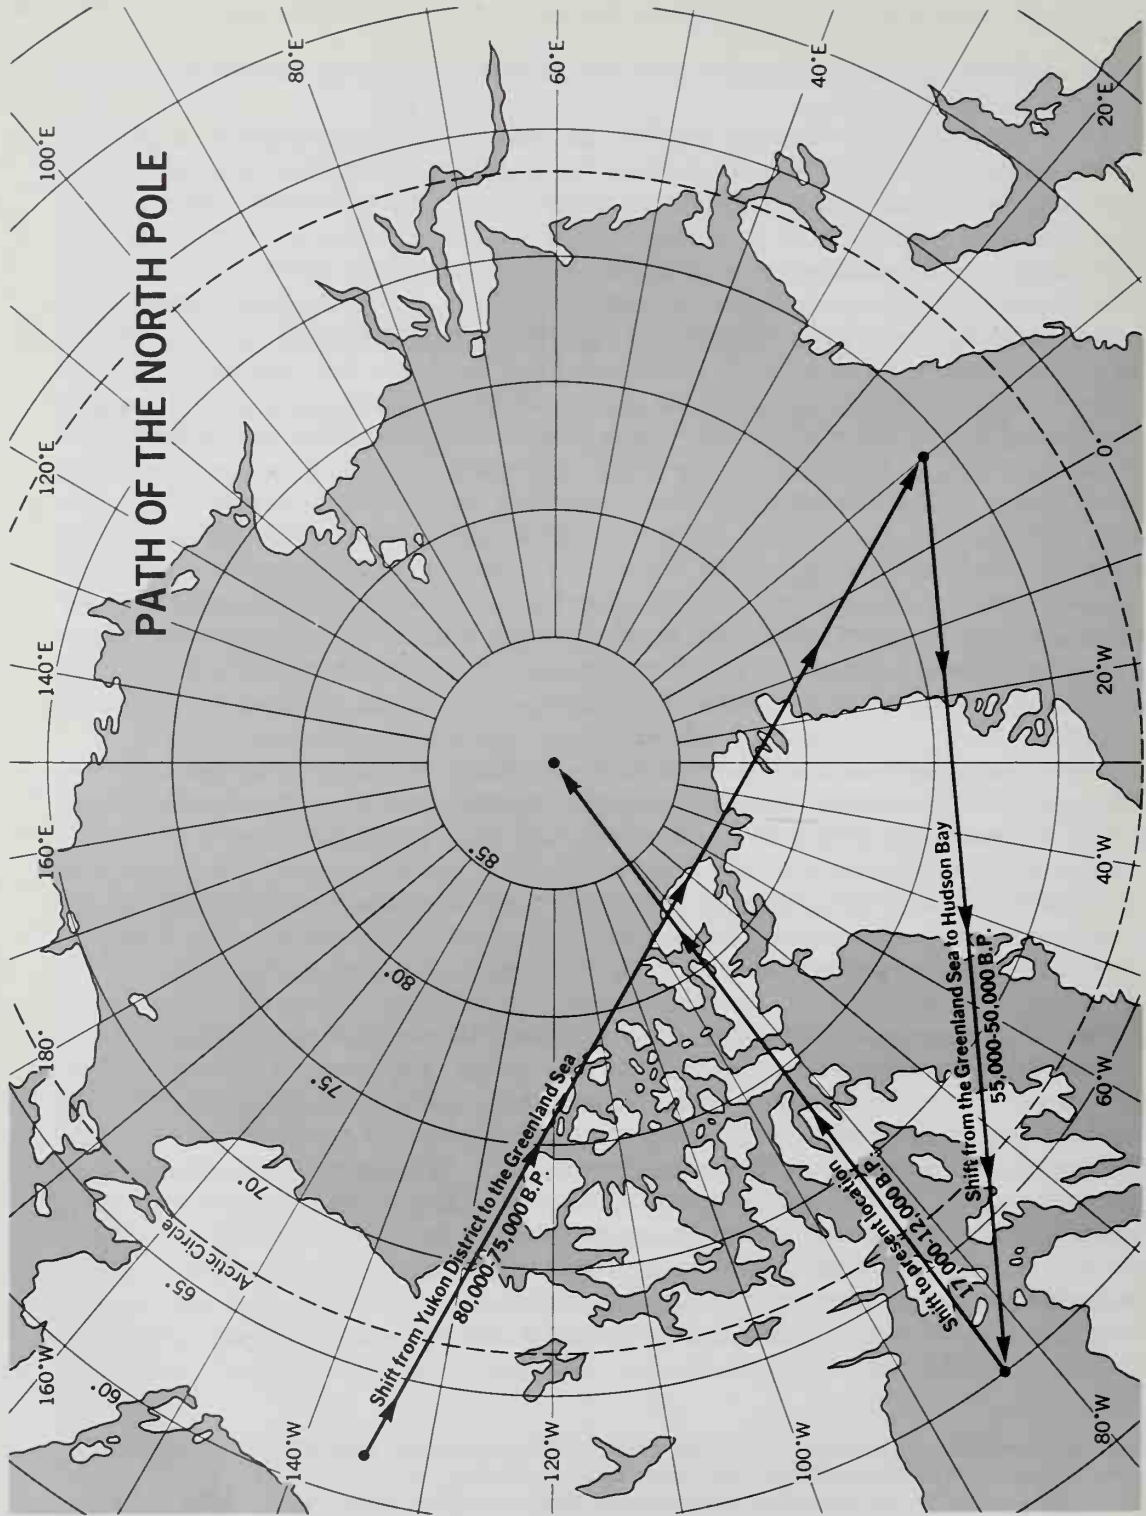 PATH OF THE NORTH POLE
80°E
60°E
40°E
100°E
20°E
120°E
0°
140°E
20°W
160°E
85°
40°W
80°
180°
75°
60°W
70°
Arctic Circle
65°
160°W
60°
140°W
120°W
100°W
80°W
Shift from Yukon District to the Greenland Sea
80,000-75,000 B.P.
Shift from the Greenland Sea to Hudson Bay
55,000-50,000 B.P.
Shift to present location
17,000-12,000 B.P.